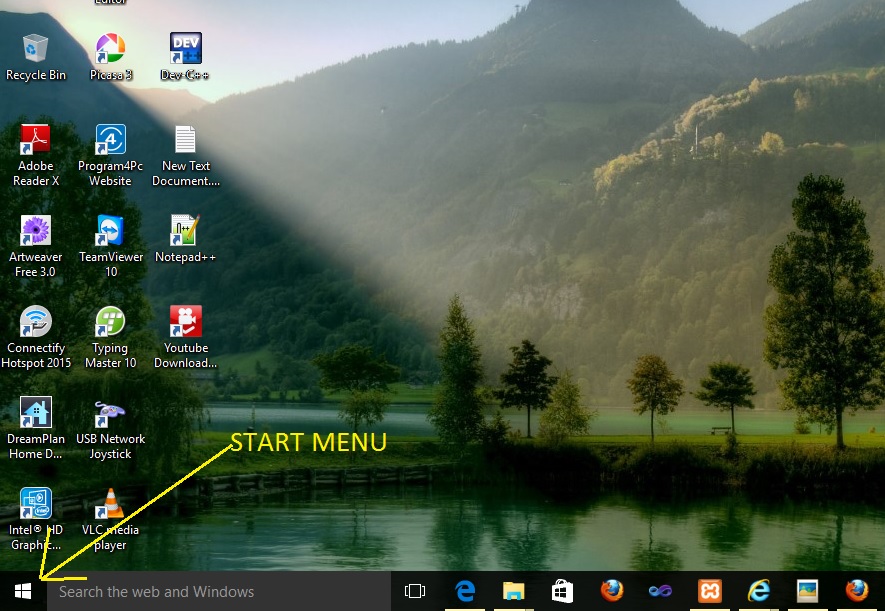 Editor
Recycle Bin
Picasa 3
Dev-C++
DEV
Adobe
Reader X
Program4Pc
Website
New Text
Document....
Artweaver
Free 3.0
TeamViewer
10
Notepad++
Connectify
Hotspot 2015
Typing
Master 10
Youtube
Download...
DreamPlan
Home D...
USB Network
Joystick
START MENU
Intel® HD
Graphic...
VLC media
player
Search the web and Windows